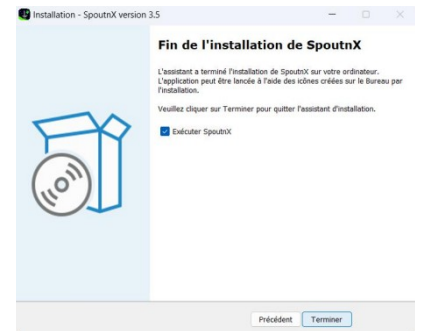 Installation - SpoutnX version 3.5
Fin de l'installation de SpoutnX
L'assistant a terminé l'installation de SpoutnX sur votre ordinateur.
L'application peut être lancée à l'aide des icônes créées sur le Bureau par
l'installation.
Veuillez cliquer sur Terminer pour quitter l'assistant d'installation.
Exécuter SpoutnX
Précédent
Terminer